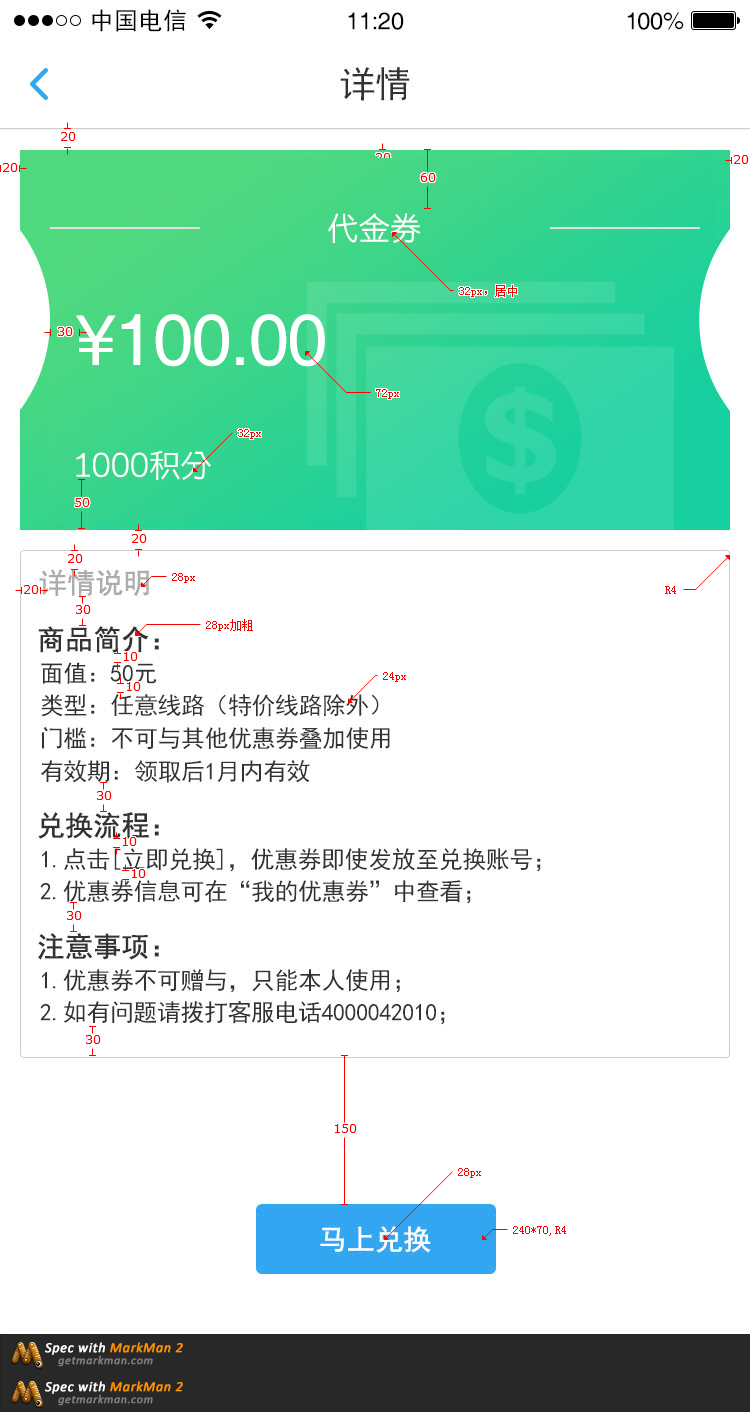 中国电信 11:20 100%
详情
20
20 20 20
60
代金券
32px，居中
¥100.00
30
72px
32px
1000积分
50
20
20
详情说明 28px
20
R4
30
28px加粗
商品简介：
10
面值：50元
10
24px
类型：任意线路（特价线路除外）
门槛：不可与其他优惠券叠加使用
有效期：领取后1月内有效
30
兑换流程：
10
1.点击[立即兑换]，优惠券即使发放至兑换账号；
10
2.优惠券信息可在“我的优惠券”中查看；
30
注意事项：
1.优惠券不可赠与，只能本人使用；
2.如有问题请拨打客服电话4000042010；
30
150
28px
马上兑换
240*70,R4
Spec with MarkMan 2
getmarkman.com
Spec with MarkMan 2
getmarkman.com